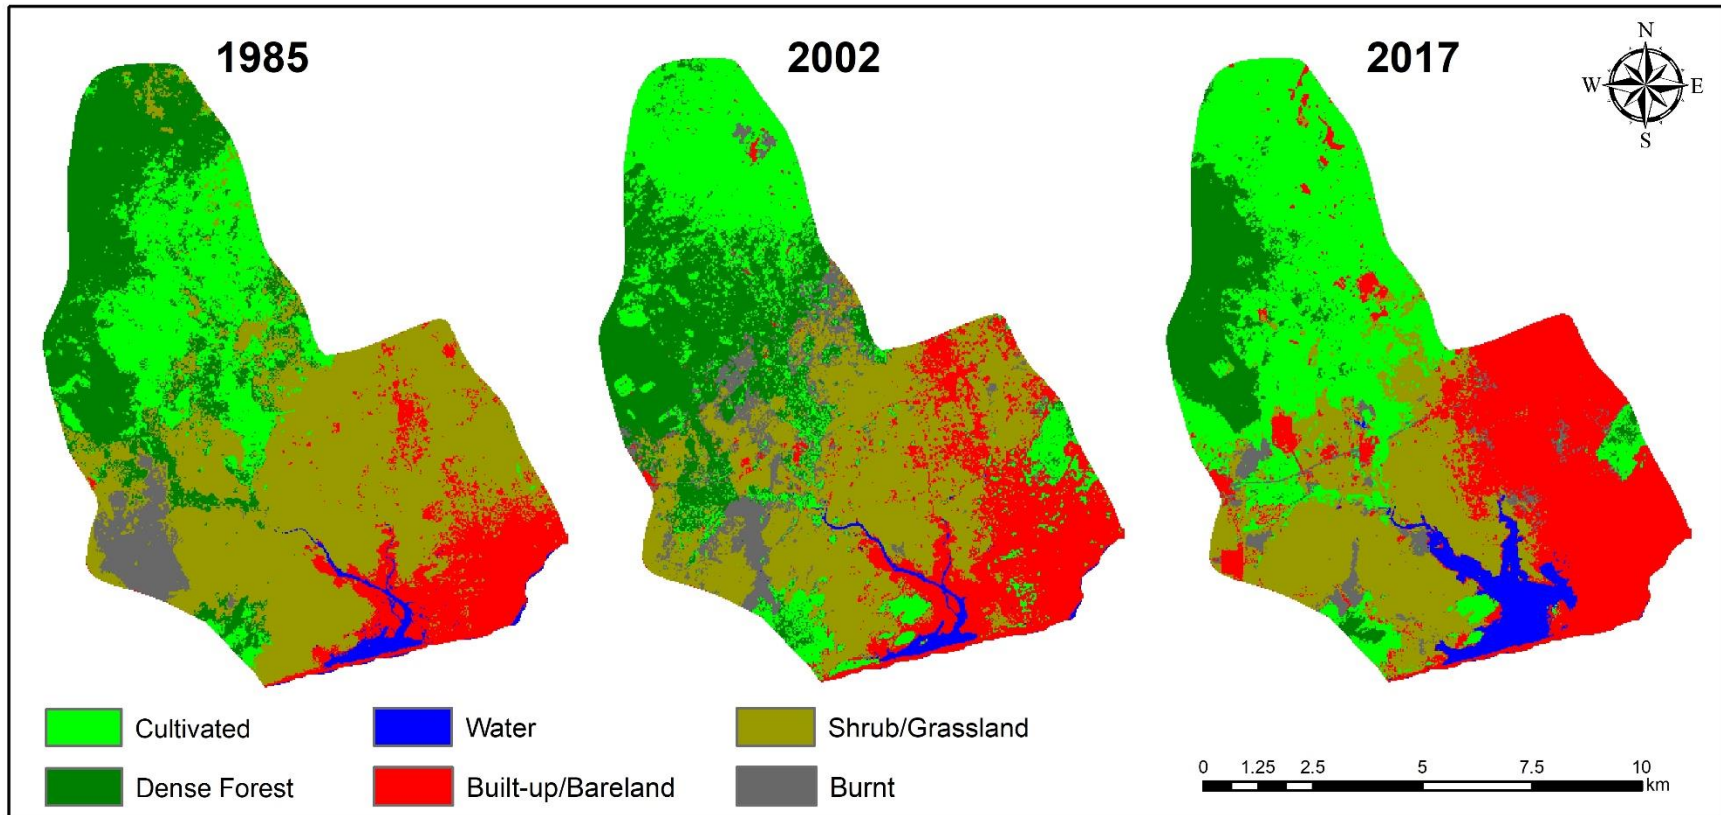 1985
2002
2017
N
W E
S
Cultivated
Water
Shrub/Grassland
Dense Forest
Built-up/Bareland
Burnt
0 1.25 2.5 5 7.5 10
km